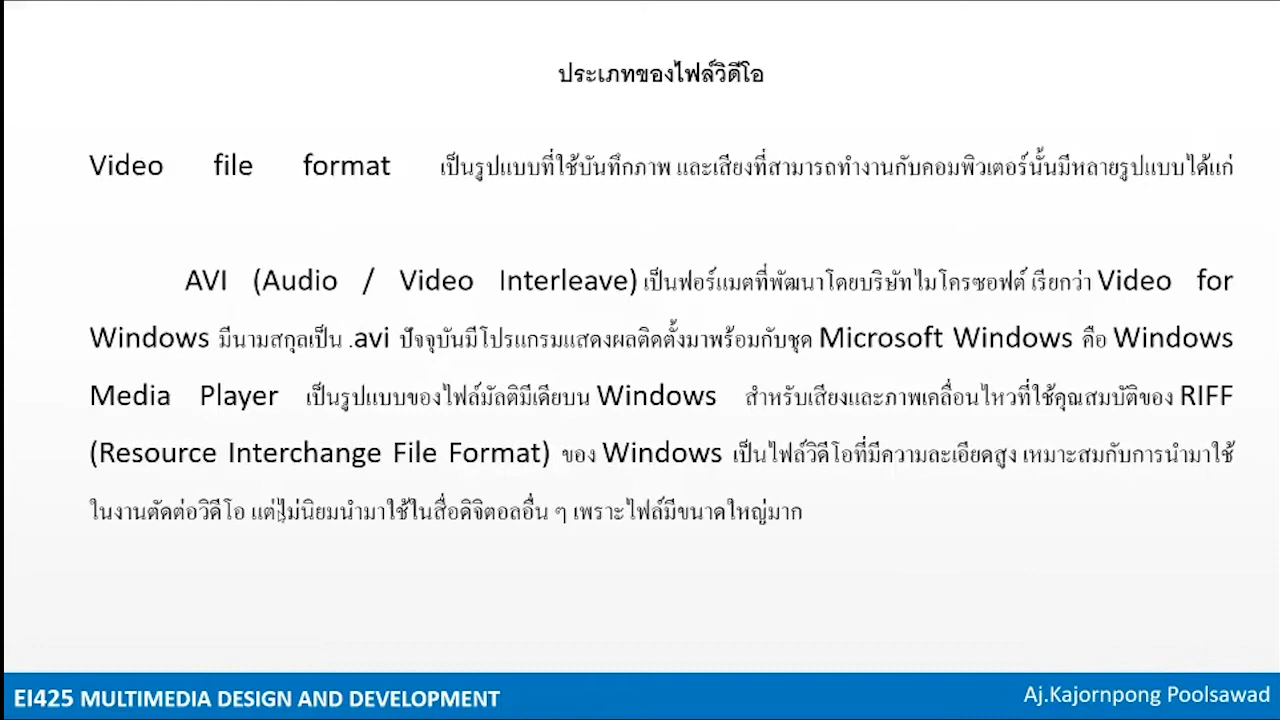 ประเภทของไฟล์วิดีโอ
Video file format เป็นรูปแบบที่ใช้บันทึกภาพ และเสียงที่สามารถทำงานกับคอมพิวเตอร์นั้นมีหลายรูปแบบได้แก่
AVI (Audio / Video Interleave) เป็นฟอร์แมตที่พัฒนาโดยบริษัทไมโครซอฟต์ เรียกว่า Video for
Windows มีนามสกุลเป็น .avi ปัจจุบันมีโปรแกรมแสดงผลติดตั้งมาพร้อมกับชุด Microsoft Windows คือ Windows
Media Player เป็นรูปแบบของไฟล์มัลติมีเดียบน Windows สำหรับเสียงและภาพเคลื่อนไหวที่ใช้คุณสมบัติของ RIFF
(Resource Interchange File Format) ของ Windows เป็นไฟล์วิดีโอที่มีความละเอียดสูง เหมาะสมกับการนำมาใช้
ในงานตัดต่อวิดีโอ แต่ไม่นิยมนำมาใช้ในสื่อดิจิตอลอื่น ๆ เพราะไฟล์มีขนาดใหญ่มาก
EI425 MULTIMEDIA DESIGN AND DEVELOPMENT
Aj.Kajornpong Poolsawad